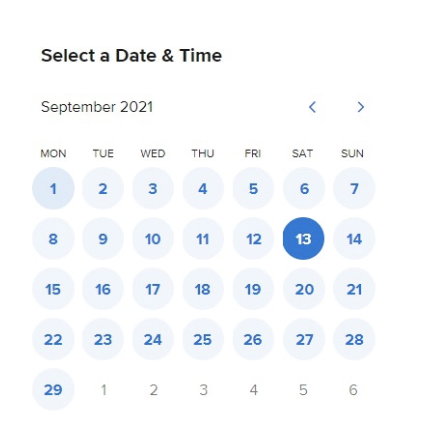 Select a Date & Time
September 2021 < >
MON TUE WED THU FRI SAT SUN
1 2 3 4 5 6 7
8 9 10 11 12 13 14
15 16 17 18 19 20 21
22 23 24 25 26 27 28
29 1 2 3 4 5 6